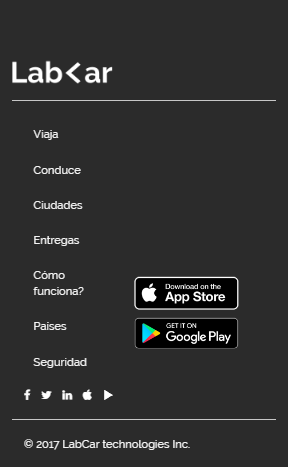 Lab<ar
Viaja
Conduce
Ciudades
Entregas
Cómo
funciona?
Países
Seguridad
Download on the
App Store
GET IT ON
Google Play
© 2017 LabCar technologies Inc.